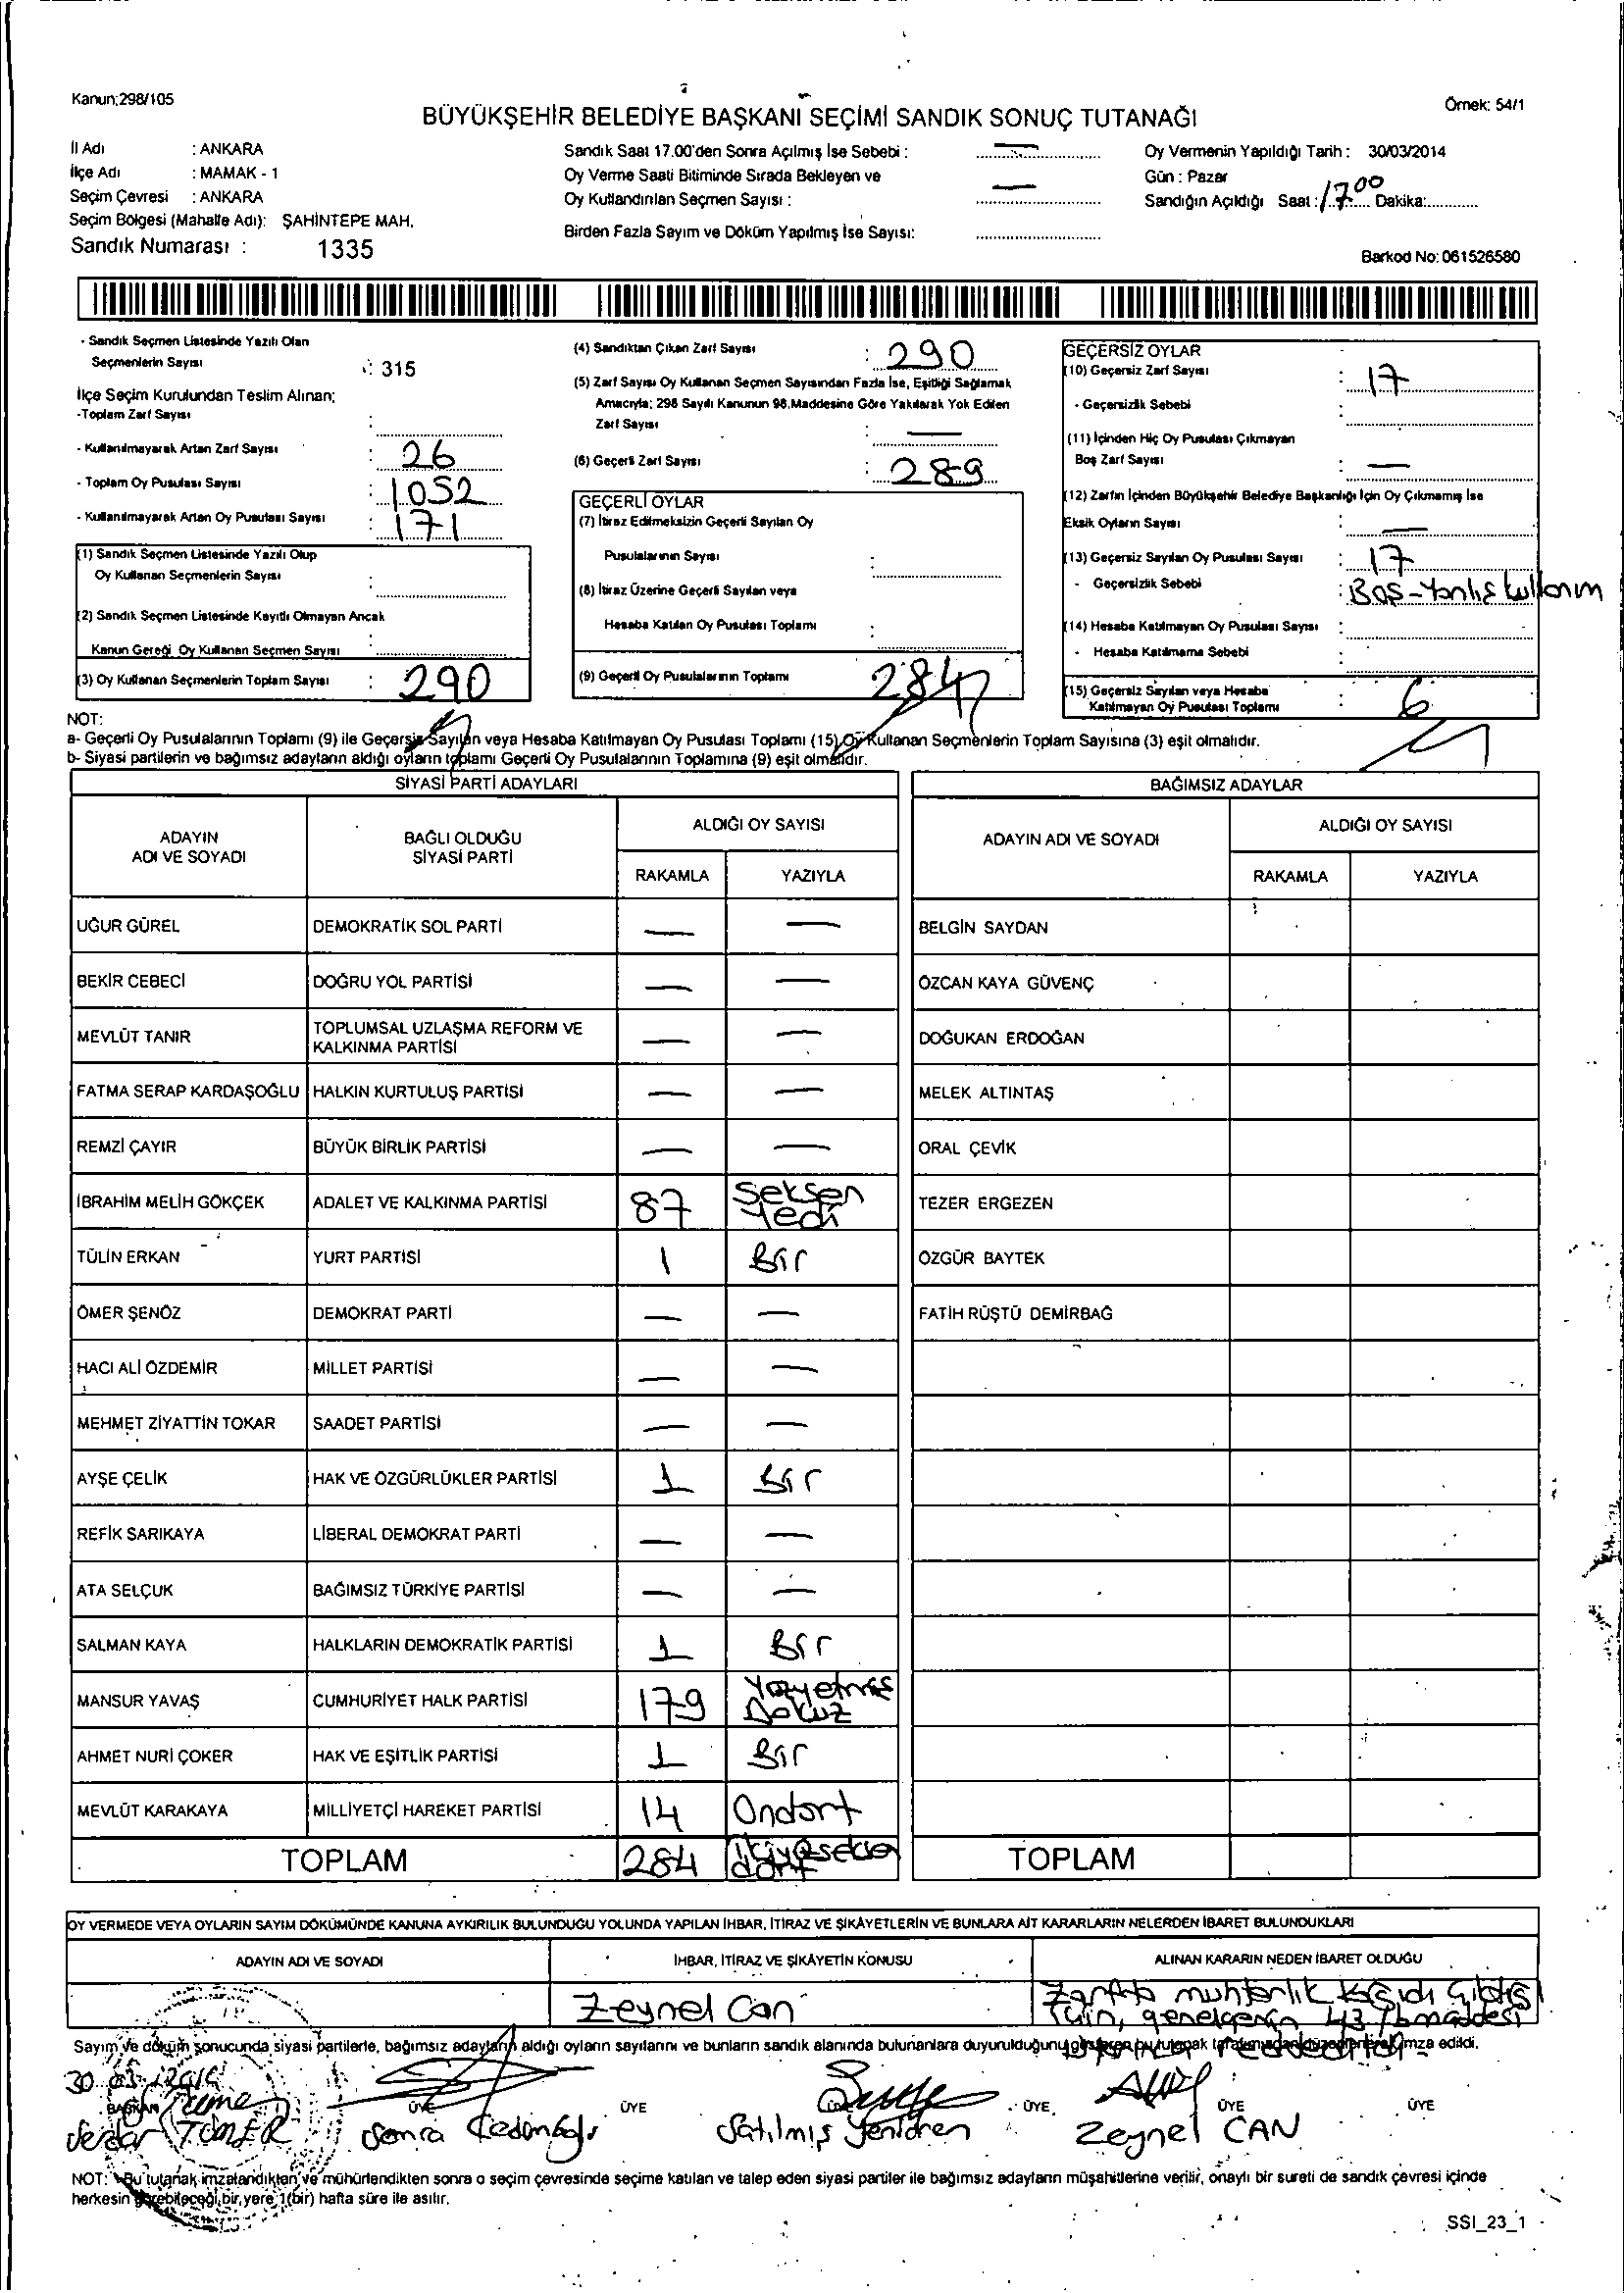 Kanun:298/105
Örnek: 54/1
BÜYÜKŞEHİR BELEDİYE BAŞKANI SEÇİMİ SANDIK SONUÇ TUTANAĞI
İl Adı : ANKARA
İlçe Adı : MAMAK - 1
Seçim Çevresi : ANKARA
Seçim Bölgesi (Mahalle Adı): ŞAHİNTEPE MAH.
Sandık Numarası : 1335
Sandık Saat 17.00'den Sonra Açılmış İse Sebebi : —
Oy Verme Saati Bitiminde Sırada Bekleyen ve
Oy Kullandırılan Seçmen Sayısı : —
Birden Fazla Sayım ve Döküm Yapılmış İse Sayısı:
Oy Vermenin Yapıldığı Tarih : 30/03/2014
Gün : Pazar
Sandığın Açıldığı Saat : 17 00 Dakika:
Barkod No: 061526580
- Sandık Seçmen Listesinde Yazılı Olan
Seçmenlerin Sayısı : 315
İlçe Seçim Kurulundan Teslim Alınan;
-Toplam Zarf Sayısı :
- Kullanılmayarak Artan Zarf Sayısı : 26
- Toplam Oy Pusulası Sayısı : 1052
- Kullanılmayarak Artan Oy Pusulası Sayısı : 171
(1) Sandık Seçmen Listesinde Yazılı Olup
Oy Kullanan Seçmenlerin Sayısı :
(2) Sandık Seçmen Listesinde Kayıtlı Olmayan Ancak
Kanun Gereği Oy Kullanan Seçmen Sayısı :
(3) Oy Kullanan Seçmenlerin Toplam Sayısı : 290
(4) Sandıktan Çıkan Zarf Sayısı : 290
(5) Zarf Sayısı Oy Kullanan Seçmen Sayısından Fazla İse, Eşitliği Sağlamak
Amacıyla; 298 Sayılı Kanunun 98.Maddesine Göre Yakılarak Yok Edilen
Zarf Sayısı : —
(6) Geçerli Zarf Sayısı : 289
GEÇERLİ OYLAR
(7) İtiraz Edilmeksizin Geçerli Sayılan Oy
Pusulalarının Sayısı :
(8) İtiraz Üzerine Geçerli Sayılan veya
Hesaba Katılan Oy Pusulası Toplamı :
(9) Geçerli Oy Pusulalarının Toplamı 284
GEÇERSİZ OYLAR
(10) Geçersiz Zarf Sayısı : 17
- Geçersizlik Sebebi :
(11) İçinden Hiç Oy Pusulası Çıkmayan
Boş Zarf Sayısı : —
(12) Zarfın İçinden Büyükşehir Belediye Başkanlığı İçin Oy Çıkmamış İse
Eksik Oyların Sayısı : —
(13) Geçersiz Sayılan Oy Pusulası Sayısı : 17
- Geçersizlik Sebebi : Boş-Yanlış kullanım
(14) Hesaba Katılmayan Oy Pusulası Sayısı :
- Hesaba Katılmama Sebebi :
(15) Geçersiz Sayılan veya Hesaba
Katılmayan Oy Pusulası Toplamı : 6
NOT:
a- Geçerli Oy Pusulalarının Toplamı (9) ile Geçersiz Sayılan veya Hesaba Katılmayan Oy Pusulası Toplamı (15) Oy Kullanan Seçmenlerin Toplam Sayısına (3) eşit olmalıdır.
b- Siyasi partilerin ve bağımsız adayların aldığı oyların toplamı Geçerli Oy Pusulalarının Toplamına (9) eşit olmalıdır.
SİYASİ PARTİ ADAYLARI
ADAYIN ADI VE SOYADI BAĞLI OLDUĞU SİYASİ PARTİ ALDIĞI OY SAYISI RAKAMLA YAZIYLA
UĞUR GÜREL DEMOKRATİK SOL PARTİ — —
BEKİR CEBECİ DOĞRU YOL PARTİSİ — —
MEVLÜT TANIR TOPLUMSAL UZLAŞMA REFORM VE KALKINMA PARTİSİ — —
FATMA SERAP KARDAŞOĞLU HALKIN KURTULUŞ PARTİSİ — —
REMZİ ÇAYIR BÜYÜK BİRLİK PARTİSİ — —
İBRAHİM MELİH GÖKÇEK ADALET VE KALKINMA PARTİSİ 87 Seksen Yedi
TÜLİN ERKAN YURT PARTİSİ 1 Bir
ÖMER ŞENÖZ DEMOKRAT PARTİ — —
HACI ALİ ÖZDEMİR MİLLET PARTİSİ — —
MEHMET ZİYATTİN TOKAR SAADET PARTİSİ — —
AYŞE ÇELİK HAK VE ÖZGÜRLÜKLER PARTİSİ 1 Bir
REFİK SARIKAYA LİBERAL DEMOKRAT PARTİ — —
ATA SELÇUK BAĞIMSIZ TÜRKİYE PARTİSİ — —
SALMAN KAYA HALKLARIN DEMOKRATİK PARTİSİ 1 Bir
MANSUR YAVAŞ CUMHURİYET HALK PARTİSİ 179 Yüzyetmiş Dokuz
AHMET NURİ ÇOKER HAK VE EŞİTLİK PARTİSİ 1 Bir
MEVLÜT KARAKAYA MİLLİYETÇİ HAREKET PARTİSİ 14 Ondört
TOPLAM 284 dört
BAĞIMSIZ ADAYLAR
ADAYIN ADI VE SOYADI ALDIĞI OY SAYISI RAKAMLA YAZIYLA
BELGİN SAYDAN
ÖZCAN KAYA GÜVENÇ
DOĞUKAN ERDOĞAN
MELEK ALTINTAŞ
ORAL ÇEVİK
TEZER ERGEZEN
ÖZGÜR BAYTEK
FATİH RÜŞTÜ DEMİRBAĞ
TOPLAM
OY VERMEDE VEYA OYLARIN SAYIM DÖKÜMÜNDE KANUNA AYKIRILIK BULUNDUĞU YOLUNDA YAPILAN İHBAR, İTİRAZ VE ŞİKÂYETLERİN VE BUNLARA AİT KARARLARIN NELERDEN İBARET BULUNDUKLARI
ADAYIN ADI VE SOYADI İHBAR, İTİRAZ VE ŞİKÂYETİN KONUSU ALINAN KARARIN NEDEN İBARET OLDUĞU
Zeynel Can
Zarfta muhtarlık kağıdı çıktığı
için, genelgenin 43/b maddesi
Sayım ve döküm sonucunda siyasi partilerle, bağımsız adayların aldığı oyların sayılarını ve bunların sandık alanında bulunanlara duyurulduğunu gösteren bu tutanak tarafımızdan düzenlenerek imza edildi.
30.03.2014
BAŞKAN ÜYE ÜYE ÜYE ÜYE ÜYE ÜYE
Serdar TÜMER Satılmış Zeynel CAN
NOT: Bu tutanak imzalandıktan ve mühürlendikten sonra o seçim çevresinde seçime katılan ve talep eden siyasi partiler ile bağımsız adayların müşahitlerine verilir, onaylı bir sureti de sandık çevresi içinde
herkesin görebileceği bir yere 1(bir) hafta süre ile asılır.
SSI_23_1